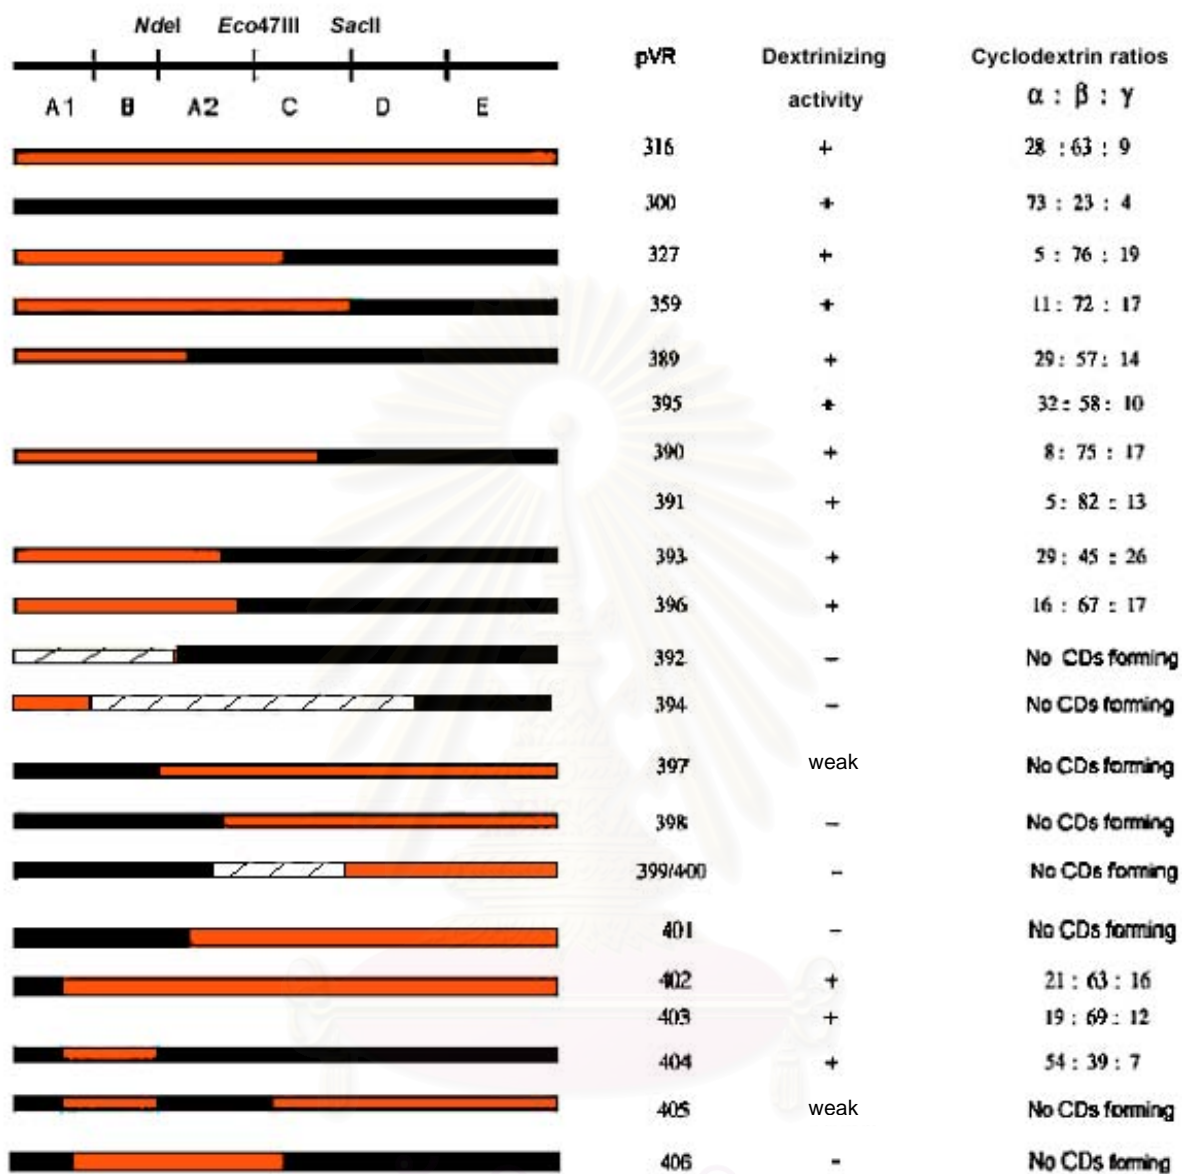 NdeI Eco47III SacII
pVR Dextrinizing Cyclodextrin ratios
activity α : β : γ
A1 B A2 C D E
316 + 28 : 63 : 9
300 + 73 : 23 : 4
327 + 5 : 76 : 19
359 + 11 : 72 : 17
389 + 29 : 57 : 14
395 + 32 : 58 : 10
390 + 8 : 75 : 17
391 + 5 : 82 : 13
393 + 29 : 45 : 26
396 + 16 : 67 : 17
392 – No CDs forming
394 – No CDs forming
397 weak No CDs forming
398 – No CDs forming
399/400 – No CDs forming
401 – No CDs forming
402 + 21 : 63 : 16
403 + 19 : 69 : 12
404 + 54 : 39 : 7
405 weak No CDs forming
406 - No CDs forming